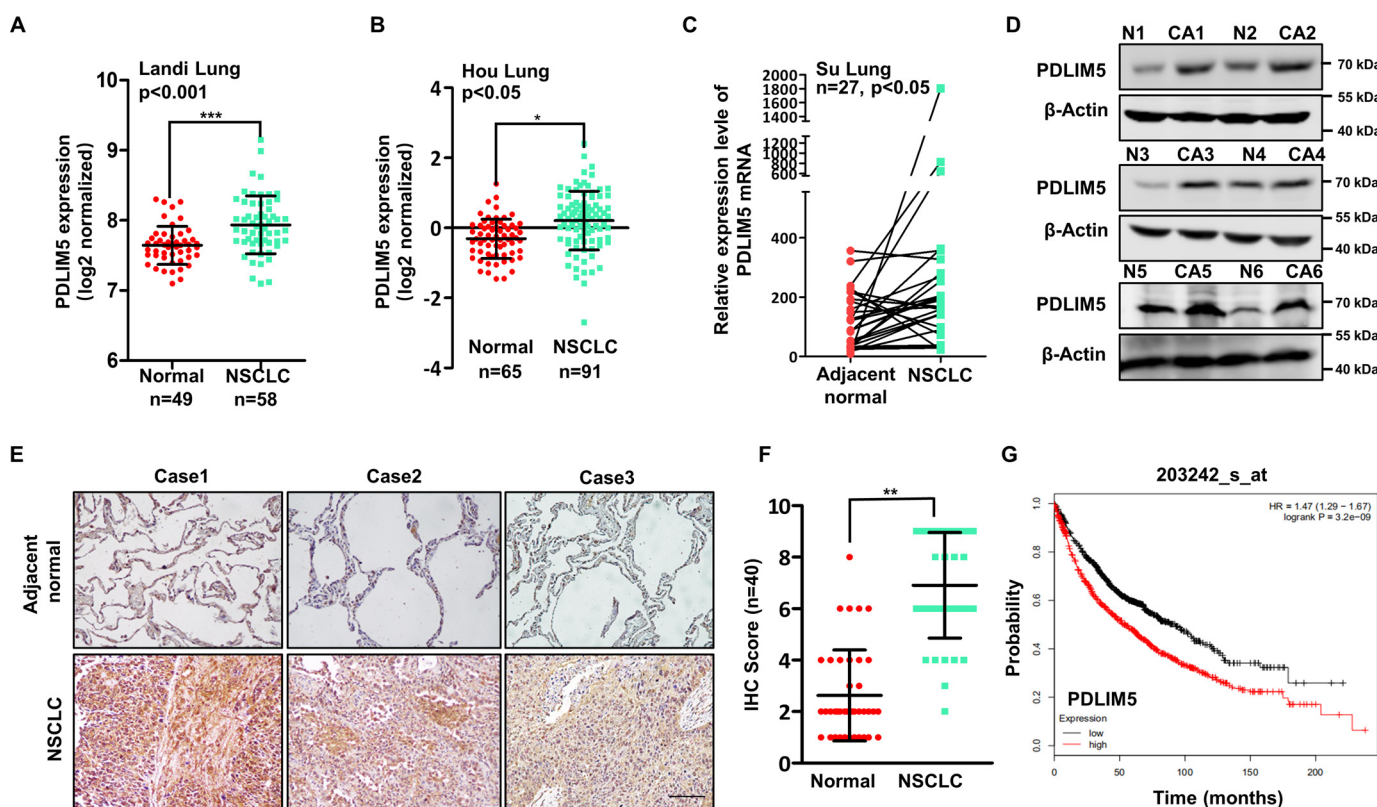 A
Landi Lung
p<0.001
***
PDLIM5 expression
(log2 normalized)
10
9
8
7
6
Normal
NSCLC
n=49
n=58
B
Hou Lung
p<0.05
*
PDLIM5 expression
(log2 normalized)
4
2
0
-2
-4
Normal
NSCLC
n=65
n=91
C
Su Lung
n=27, p<0.05
Relative expression levle of
PDLIM5 mRNA
2000
1800
1600
1400
1200
1000
800
600
400
200
0
Adjacent
normal
NSCLC
D
N1 CA1 N2 CA2
PDLIM5
70 kDa
55 kDa
β-Actin
40 kDa
N3 CA3 N4 CA4
PDLIM5
70 kDa
55 kDa
β-Actin
40 kDa
N5 CA5 N6 CA6
PDLIM5
70 kDa
55 kDa
β-Actin
40 kDa
E
Case1 Case2 Case3
Adjacent
normal
NSCLC
F
**
IHC Score (n=40)
10
8
6
4
2
0
Normal
NSCLC
G
203242_s_at
HR = 1.47 (1.29 − 1.67)
logrank P = 3.2e−09
Probability
1.0
0.8
0.6
0.4
0.2
0.0
PDLIM5
Expression
low
high
0 50 100 150 200
Time (months)